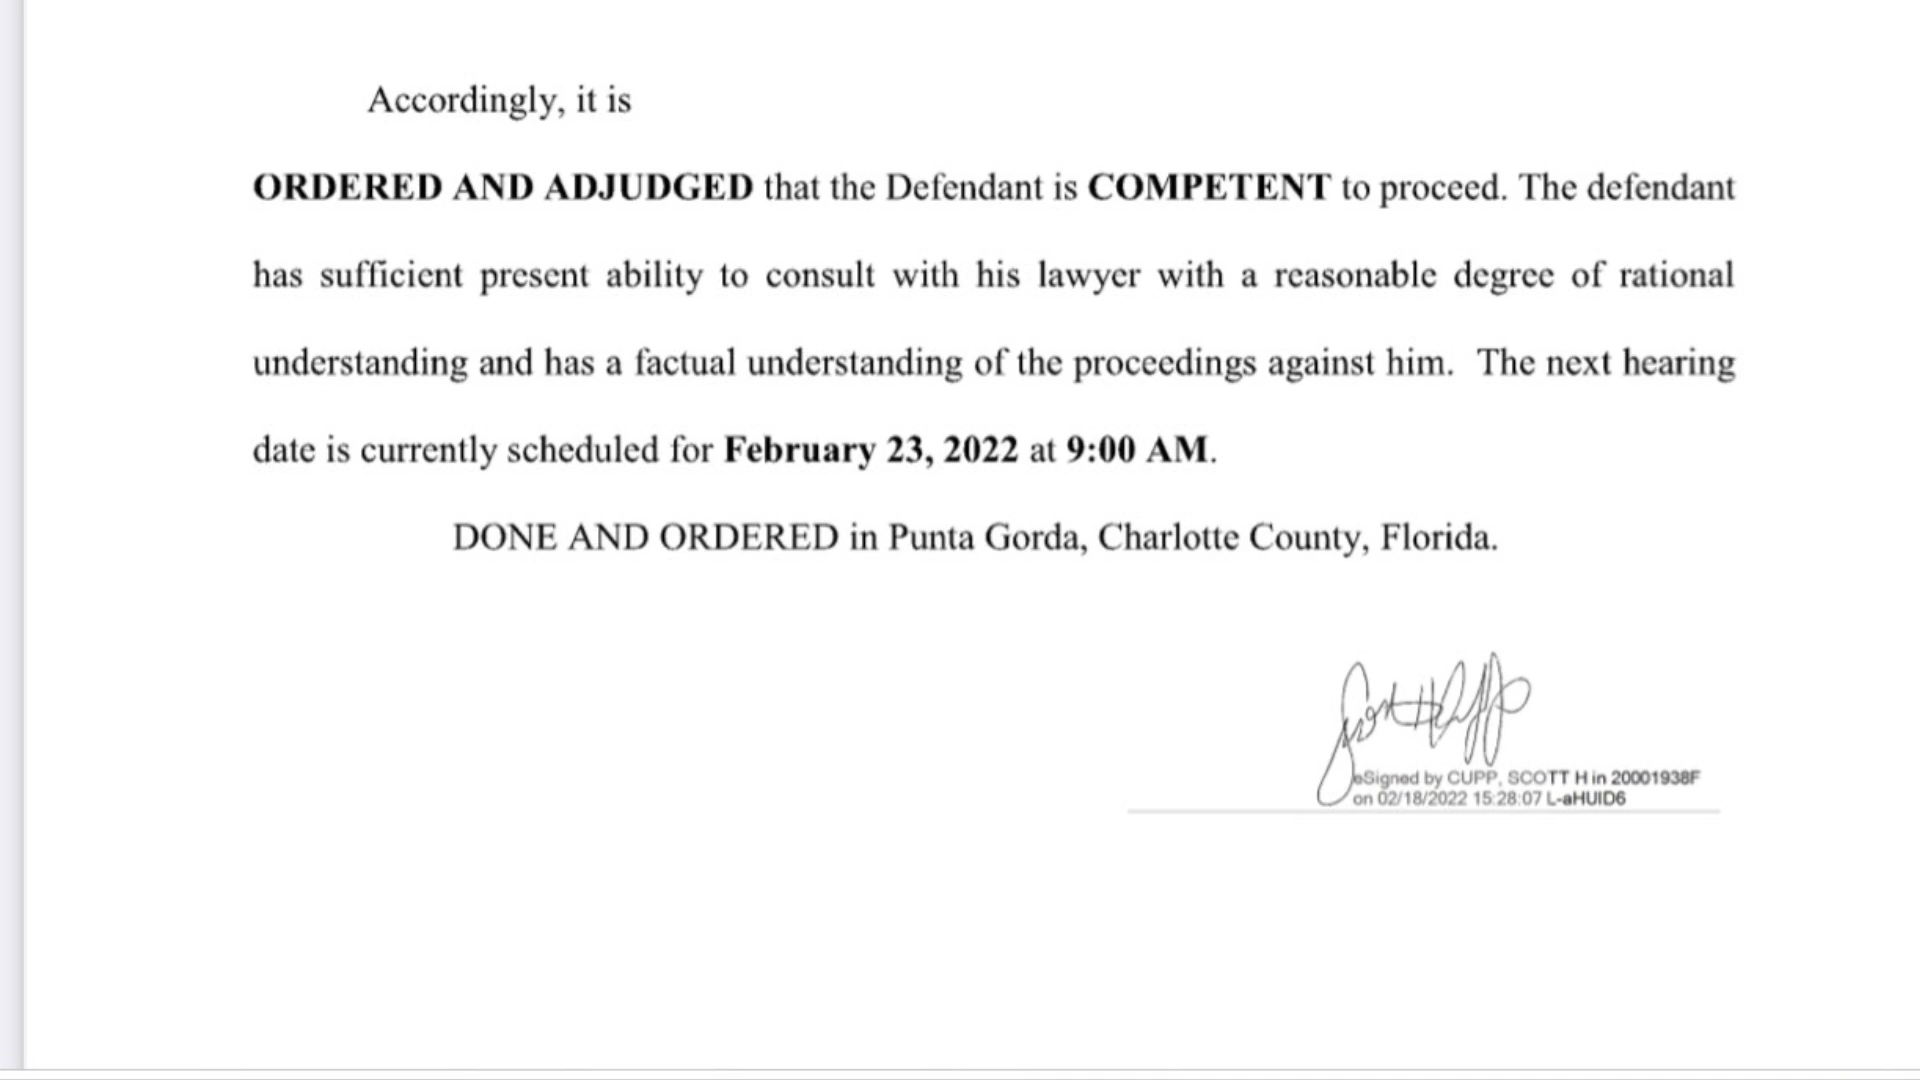 Accordingly, it is
ORDERED AND ADJUDGED that the Defendant is COMPETENT to proceed. The defendant
has sufficient present ability to consult with his lawyer with a reasonable degree of rational
understanding and has a factual understanding of the proceedings against him. The next hearing
date is currently scheduled for February 23, 2022 at 9:00 AM.
DONE AND ORDERED in Punta Gorda, Charlotte County, Florida.
Scott H Cupp
eSigned by CUPP, SCOTT H in 20001938F
on 02/18/2022 15:28:07 L-aHUID6